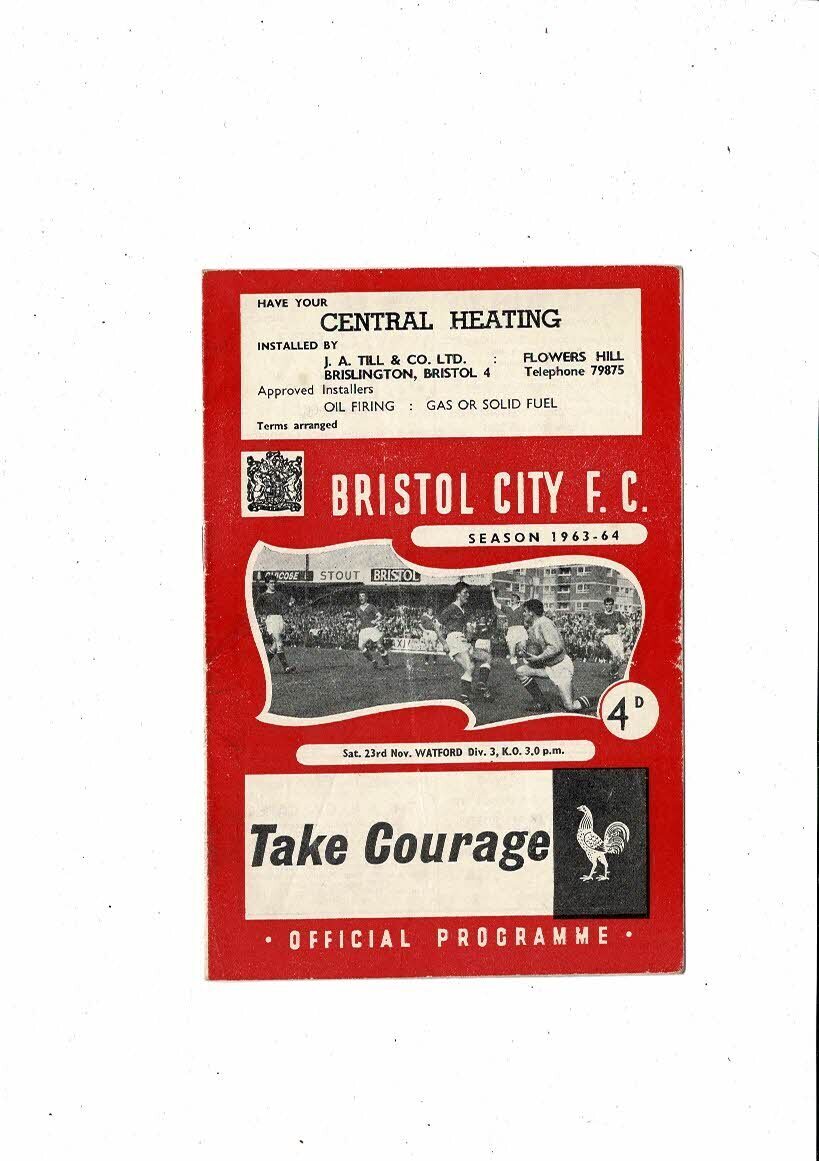 HAVE YOUR
CENTRAL HEATING
INSTALLED BY
J. A. TILL & CO. LTD. : FLOWERS HILL
BRISLINGTON, BRISTOL 4 Telephone 79875
Approved Installers
OIL FIRING : GAS OR SOLID FUEL
Terms arranged
BRISTOL CITY F. C.
SEASON 1963-64
GLUCOSE STOUT BRISTOL
4D
Sat. 23rd Nov. WATFORD Div. 3, K.O. 3.0 p.m.
Take Courage
• OFFICIAL PROGRAMME •